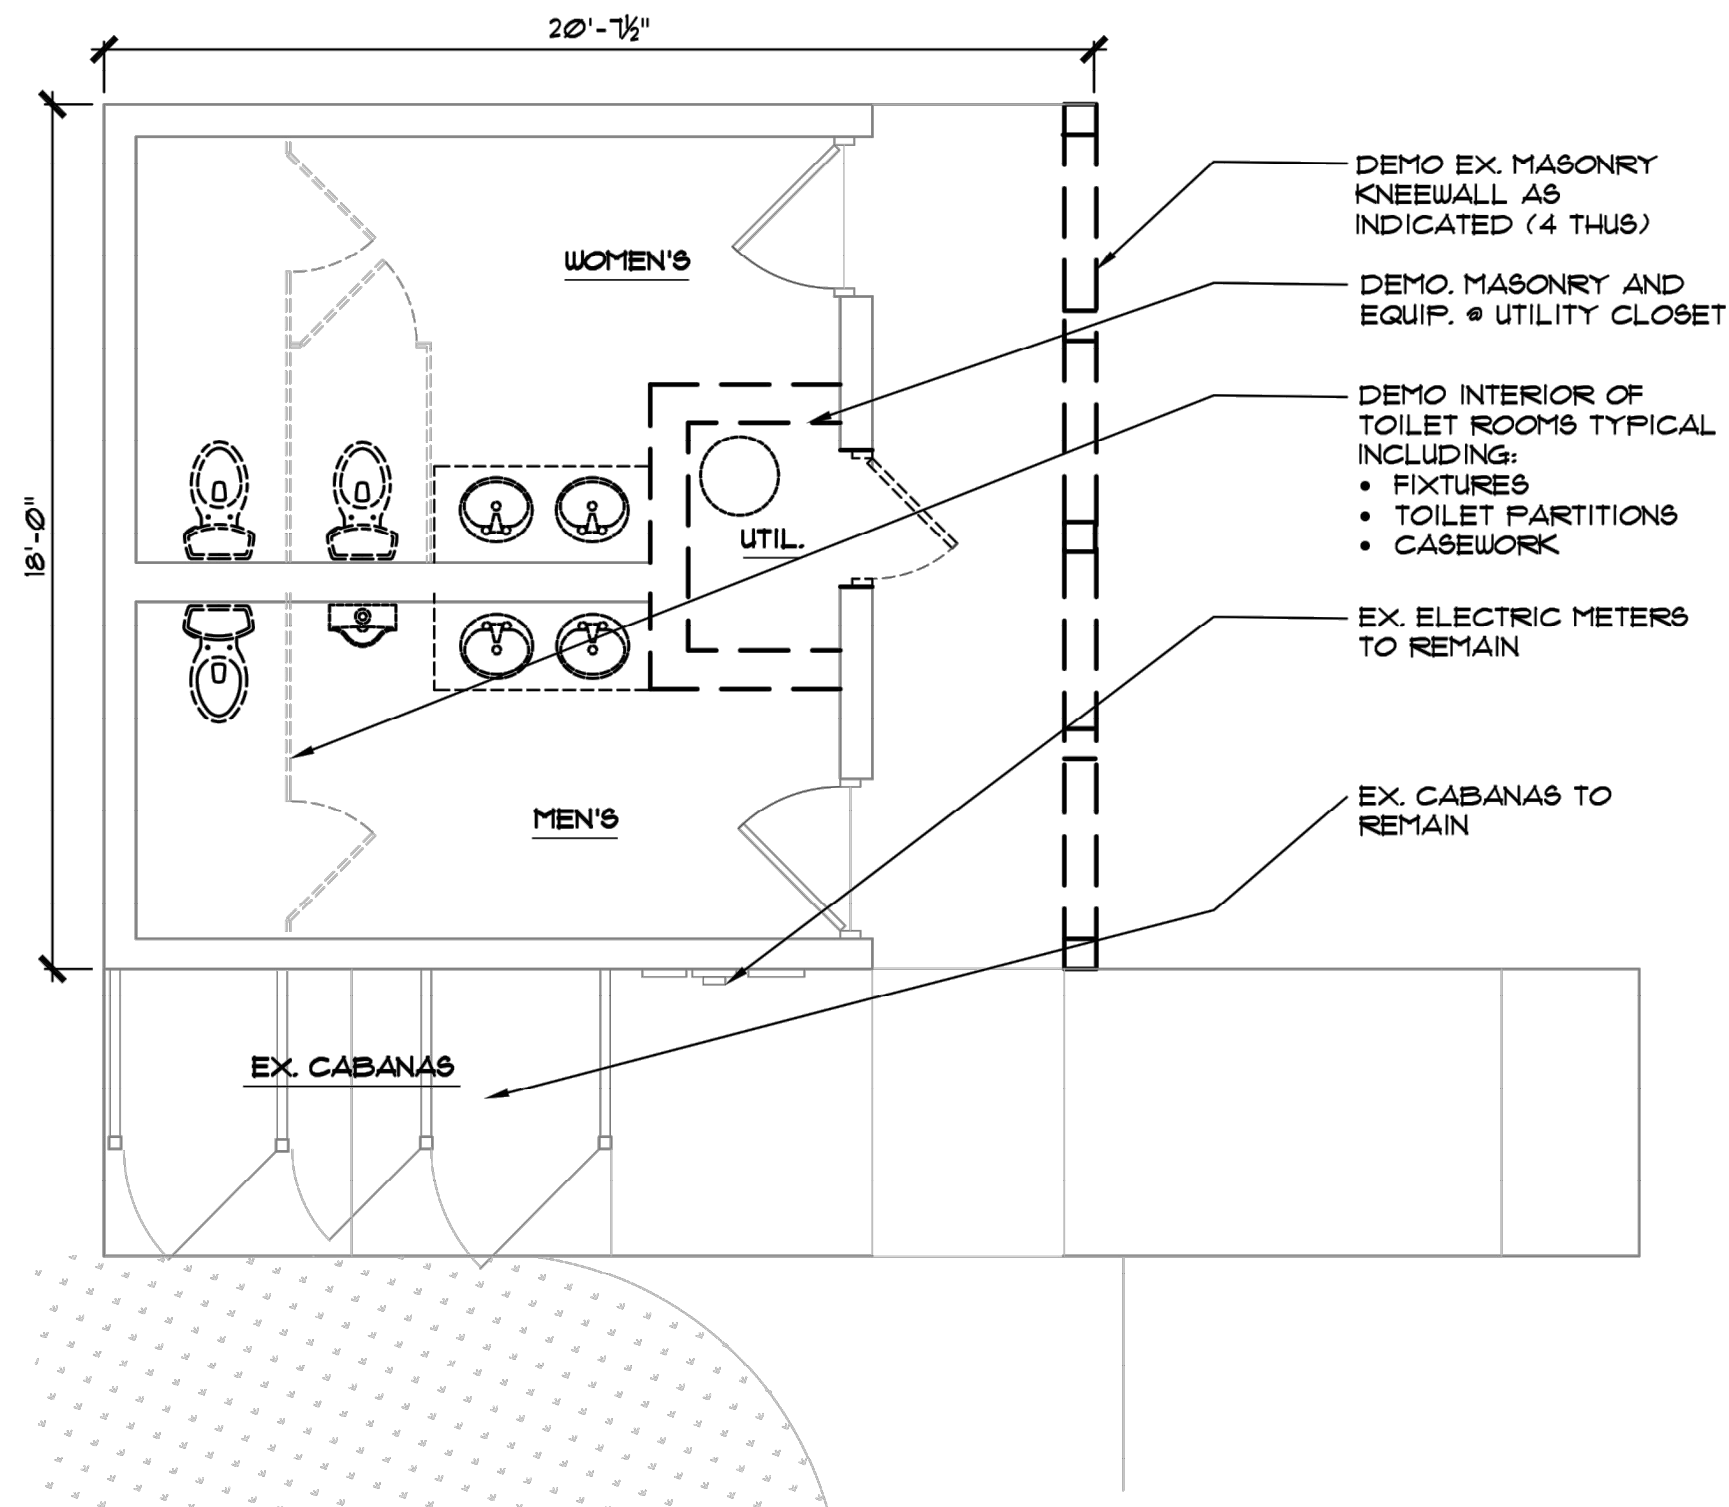 20'-7½"
18'-0"
WOMEN'S
UTIL.
MEN'S
EX. CABANAS
DEMO EX. MASONRY
KNEEWALL AS
INDICATED (4 THUS)
DEMO. MASONRY AND
EQUIP. @ UTILITY CLOSET
DEMO INTERIOR OF
TOILET ROOMS TYPICAL
INCLUDING:
• FIXTURES
• TOILET PARTITIONS
• CASEWORK
EX. ELECTRIC METERS
TO REMAIN
EX. CABANAS TO
REMAIN